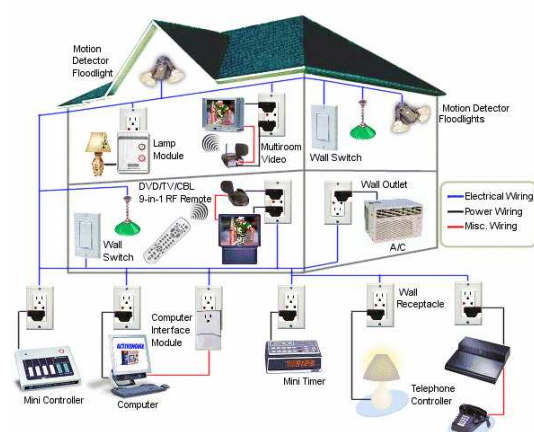 Motion
Detector
Floodlight
Motion Detector
Floodlights
Lamp
Module
Multiroom
Video
Wall Switch
DVD/TV/CBL
9-in-1 RF Remote
Wall Outlet
Electrical Wiring
Power Wiring
Misc. Wiring
Wall
Switch
A/C
Computer
Interface
Module
Wall
Receptacle
ACTIVEHOME
Mini Controller
Computer
Mini Timer
Telephone
Controller